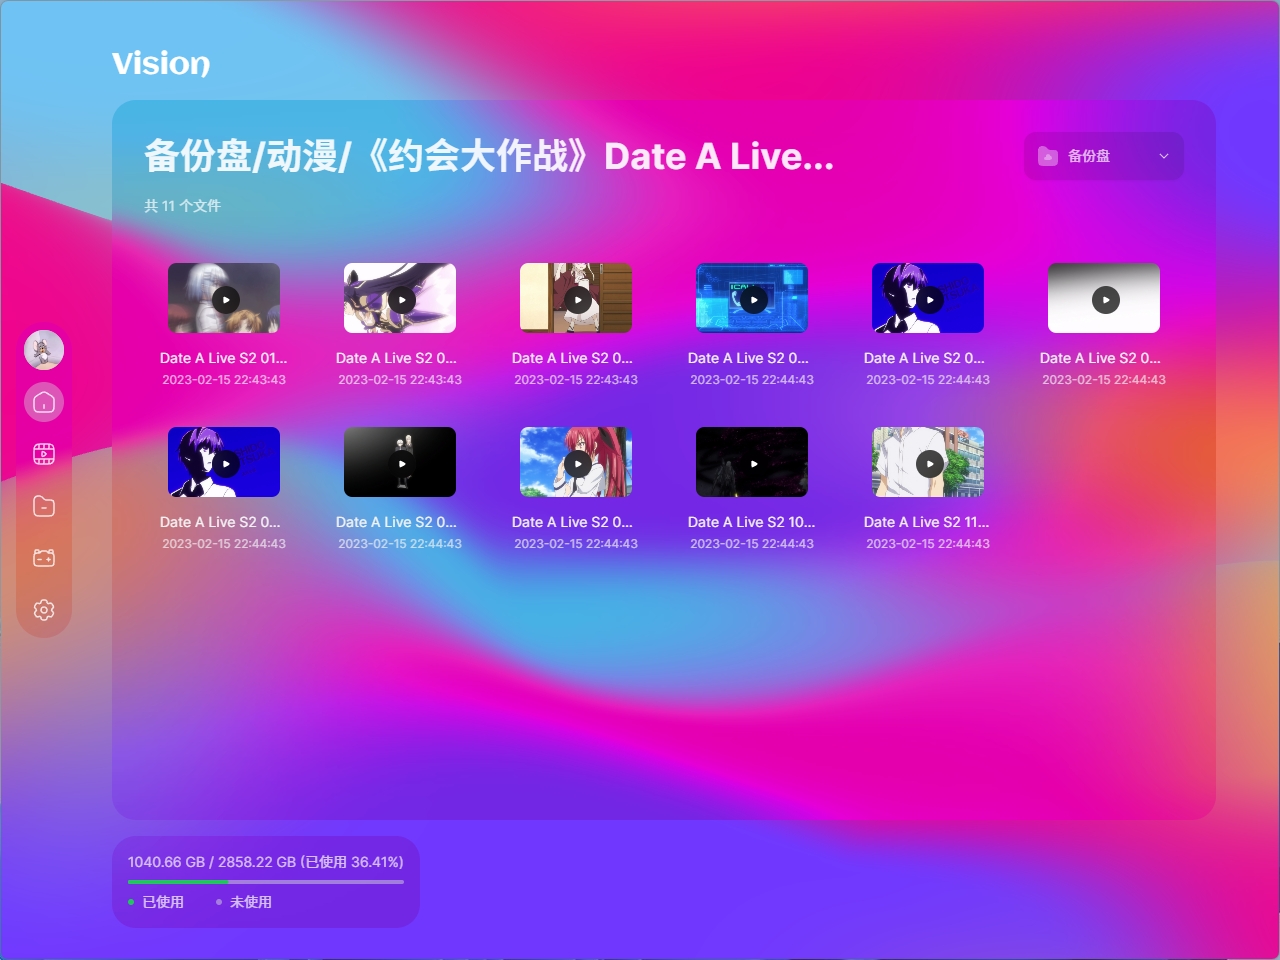 Vision
备份盘/动漫/《约会大作战》Date A Live...
备份盘
共 11 个文件
Date A Live S2 01...
2023-02-15 22:43:43
Date A Live S2 0...
2023-02-15 22:43:43
Date A Live S2 0...
2023-02-15 22:43:43
Date A Live S2 0...
2023-02-15 22:44:43
Date A Live S2 0...
2023-02-15 22:44:43
Date A Live S2 0...
2023-02-15 22:44:43
Date A Live S2 0...
2023-02-15 22:44:43
Date A Live S2 0...
2023-02-15 22:44:43
Date A Live S2 0...
2023-02-15 22:44:43
Date A Live S2 10...
2023-02-15 22:44:43
Date A Live S2 11...
2023-02-15 22:44:43
1040.66 GB / 2858.22 GB (已使用 36.41%)
已使用
未使用